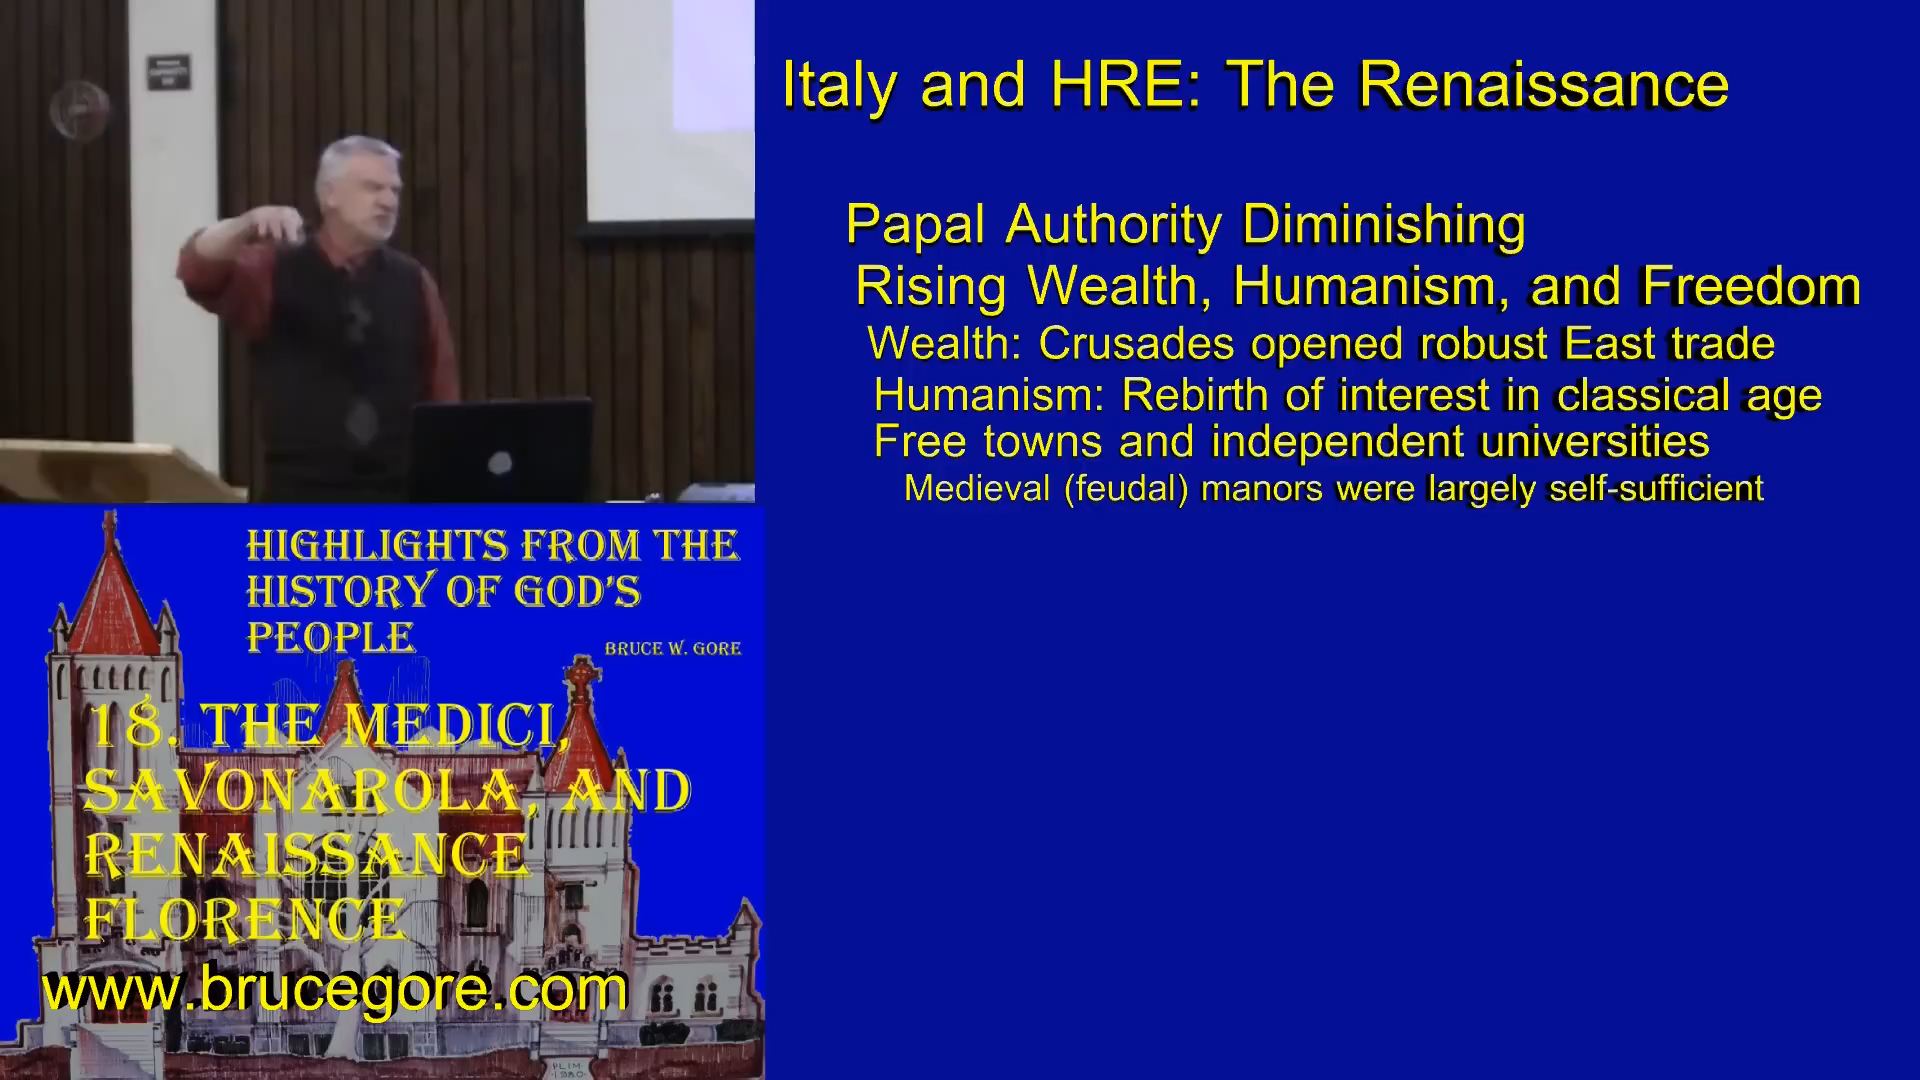 Italy and HRE: The Renaissance
Papal Authority Diminishing
Rising Wealth, Humanism, and Freedom
Wealth: Crusades opened robust East trade
Humanism: Rebirth of interest in classical age
Free towns and independent universities
Medieval (feudal) manors were largely self-sufficient
HIGHLIGHTS FROM THE
HISTORY OF GOD'S
PEOPLE
BRUCE W. GORE
18. THE MEDICI,
SAVONAROLA, AND
RENAISSANCE
FLORENCE
www.brucegore.com
PLIM
1980